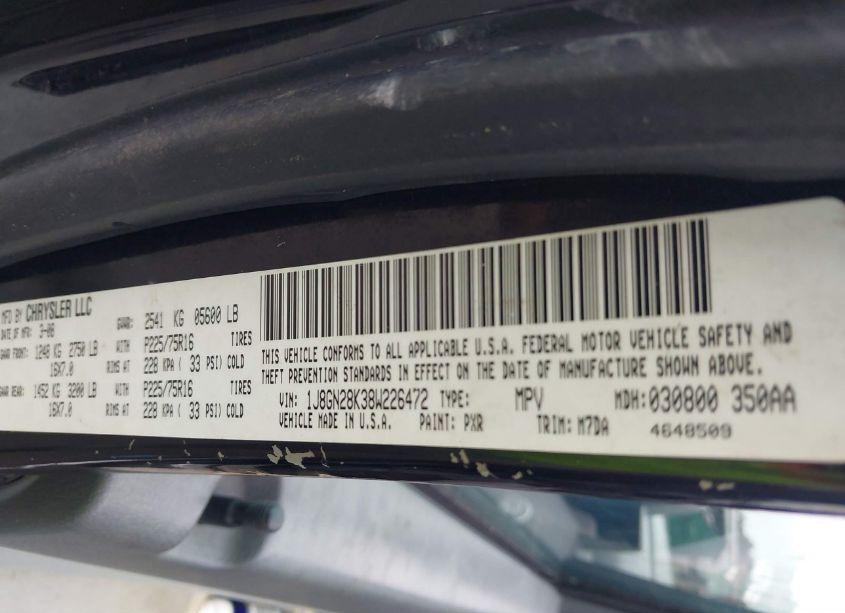 MFD BY CHRYSLER LLC
DATE OF MFR: 3-08 GVWR: 2541 KG 05600 LB
GAWR FRONT: 1248 KG 2750 LB WITH P225/75R16 TIRES
16X7.0 RIMS AT 228 KPA ( 33 PSI) COLD
GAWR REAR: 1452 KG 3200 LB WITH P225/75R16 TIRES
16X7.0 RIMS AT 228 KPA ( 33 PSI) COLD
THIS VEHICLE CONFORMS TO ALL APPLICABLE U.S.A. FEDERAL MOTOR VEHICLE SAFETY AND
THEFT PREVENTION STANDARDS IN EFFECT ON THE DATE OF MANUFACTURE SHOWN ABOVE.
VIN: 1J8GN28K38W226472 TYPE: MPV MDH: 030800 350AA
VEHICLE MADE IN U.S.A. PAINT: PXR TRIM: M7DA 4648509